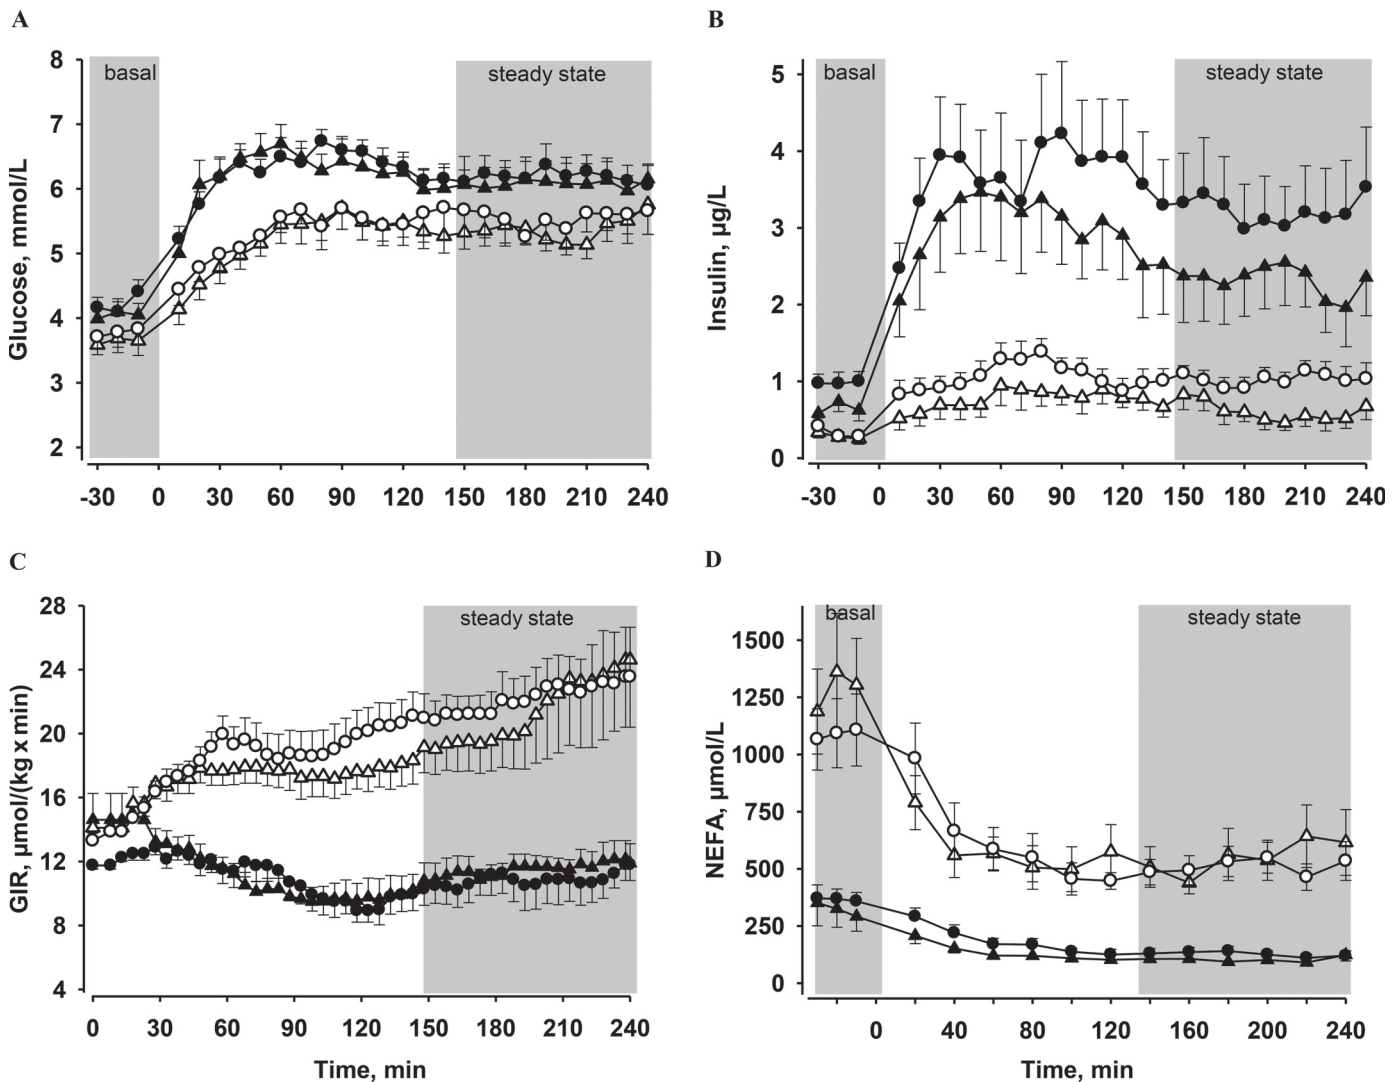 A
8
7
6
5
4
3
2
Glucose, mmol/L
basal
steady state
-30 0 30 60 90 120 150 180 210 240
B
5
4
3
2
1
0
Insulin, µg/L
basal
steady state
-30 0 30 60 90 120 150 180 210 240
C
28
24
20
16
12
8
4
GIR, µmol/(kg x min)
steady state
0 30 60 90 120 150 180 210 240
Time, min
D
1500
1250
1000
750
500
250
0
NEFA, µmol/L
basal
steady state
0 40 80 120 160 200 240
Time, min